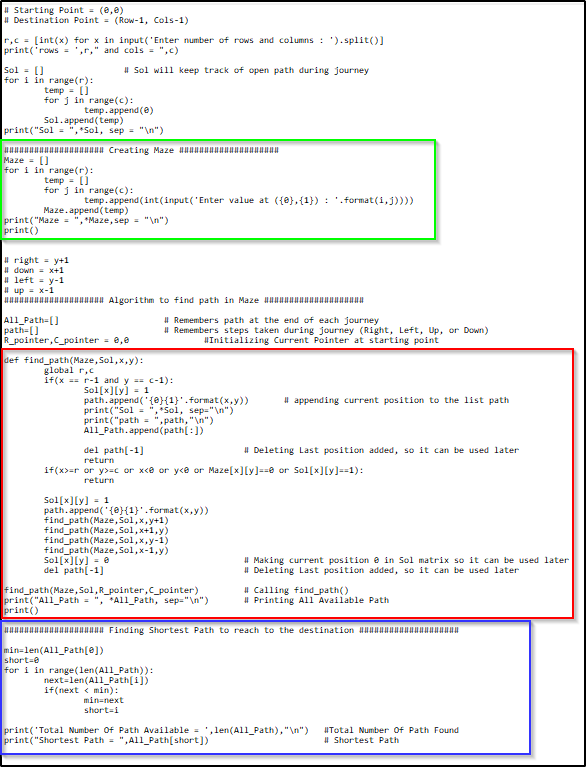 # Starting Point = (0,0)
# Destination Point = (Row-1, Cols-1)
r,c = [int(x) for x in input('Enter number of rows and columns : ').split()]
print('rows = ',r," and cols = ",c)
Sol = []                # Sol will keep track of open path during journey
for i in range(r):
        temp = []
        for j in range(c):
                temp.append(0)
        Sol.append(temp)
print("Sol = ",*Sol, sep = "\n")
#################### Creating Maze ####################
Maze = []
for i in range(r):
        temp = []
        for j in range(c):
                temp.append(int(input('Enter value at ({0},{1}) : '.format(i,j))))
        Maze.append(temp)
print("Maze = ",*Maze,sep = "\n")
print()
# right = y+1
# down = x+1
# left = y-1
# up = x-1
#################### Algorithm to find path in Maze ####################
All_Path=[]                     # Remembers path at the end of each journey
path=[]                         # Remembers steps taken during journey (Right, Left, Up, or Down)
R_pointer,C_pointer = 0,0               #Initializing Current Pointer at starting point
def find_path(Maze,Sol,x,y):
        global r,c
        if(x == r-1 and y == c-1):
                Sol[x][y] = 1
                path.append('{0}{1}'.format(x,y))       # appending current position to the list path
                print("Sol = ",*Sol, sep="\n")
                print("path = ",path,"\n")
                All_Path.append(path[:])
                del path[-1]                    # Deleting Last position added, so it can be used later
                return
        if(x>=r or y>=c or x<0 or y<0 or Maze[x][y]==0 or Sol[x][y]==1):
                return
        Sol[x][y] = 1
        path.append('{0}{1}'.format(x,y))
        find_path(Maze,Sol,x,y+1)
        find_path(Maze,Sol,x+1,y)
        find_path(Maze,Sol,x,y-1)
        find_path(Maze,Sol,x-1,y)
        Sol[x][y] = 0                           # Making current position 0 in Sol matrix so it can be used later
        del path[-1]                            # Deleting Last position added, so it can be used later
find_path(Maze,Sol,R_pointer,C_pointer)         # Calling find_path()
print("All_Path = ", *All_Path, sep="\n")       # Printing All Available Path
print()
#################### Finding Shortest Path to reach to the destination ####################
min=len(All_Path[0])
short=0
for i in range(len(All_Path)):
        next=len(All_Path[i])
        if(next < min):
                min=next
                short=i
print('Total Number Of Path Available = ',len(All_Path),"\n")   #Total Number Of Path Found
print("Shortest Path = ",All_Path[short])                       # Shortest Path